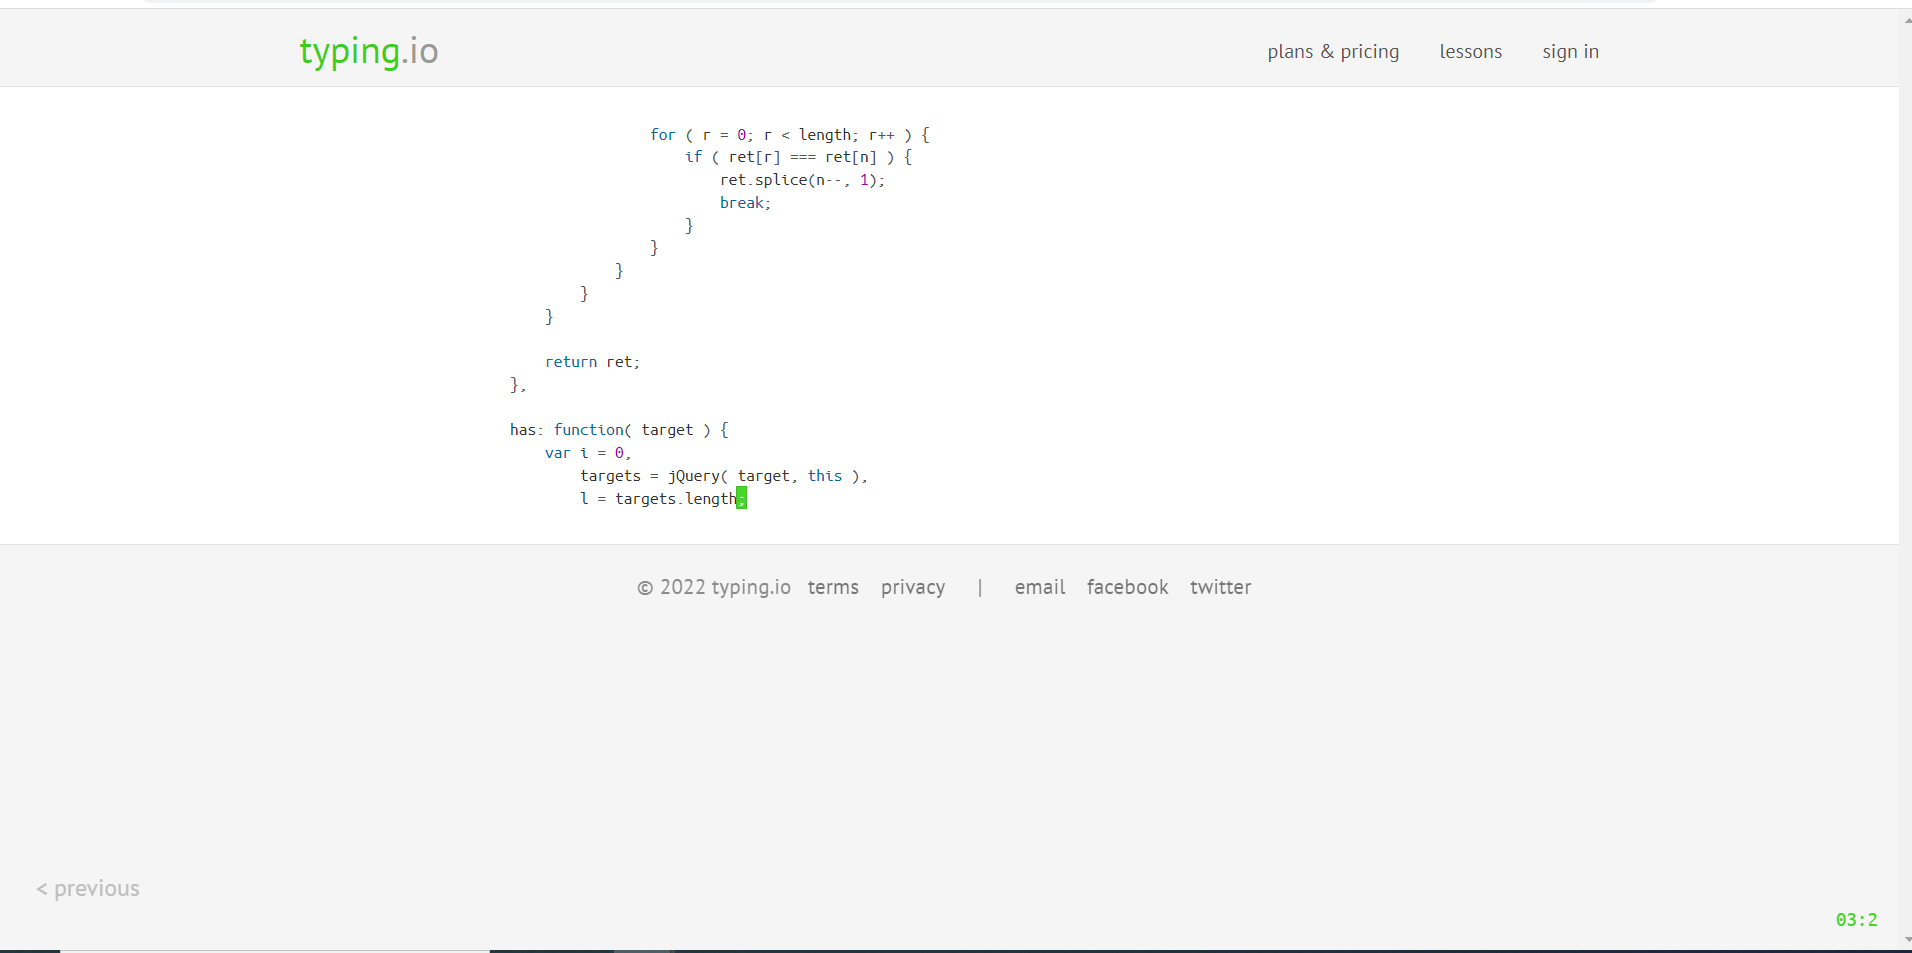 typing.io
plans & pricing lessons sign in
for ( r = 0; r < length; r++ ) {
if ( ret[r] === ret[n] ) {
ret.splice(n--, 1);
break;
}
}
}
}
}
return ret;
},
has: function( target ) {
var i = 0,
targets = jQuery( target, this ),
l = targets.length;
© 2022 typing.io terms privacy | email facebook twitter
< previous
03:2